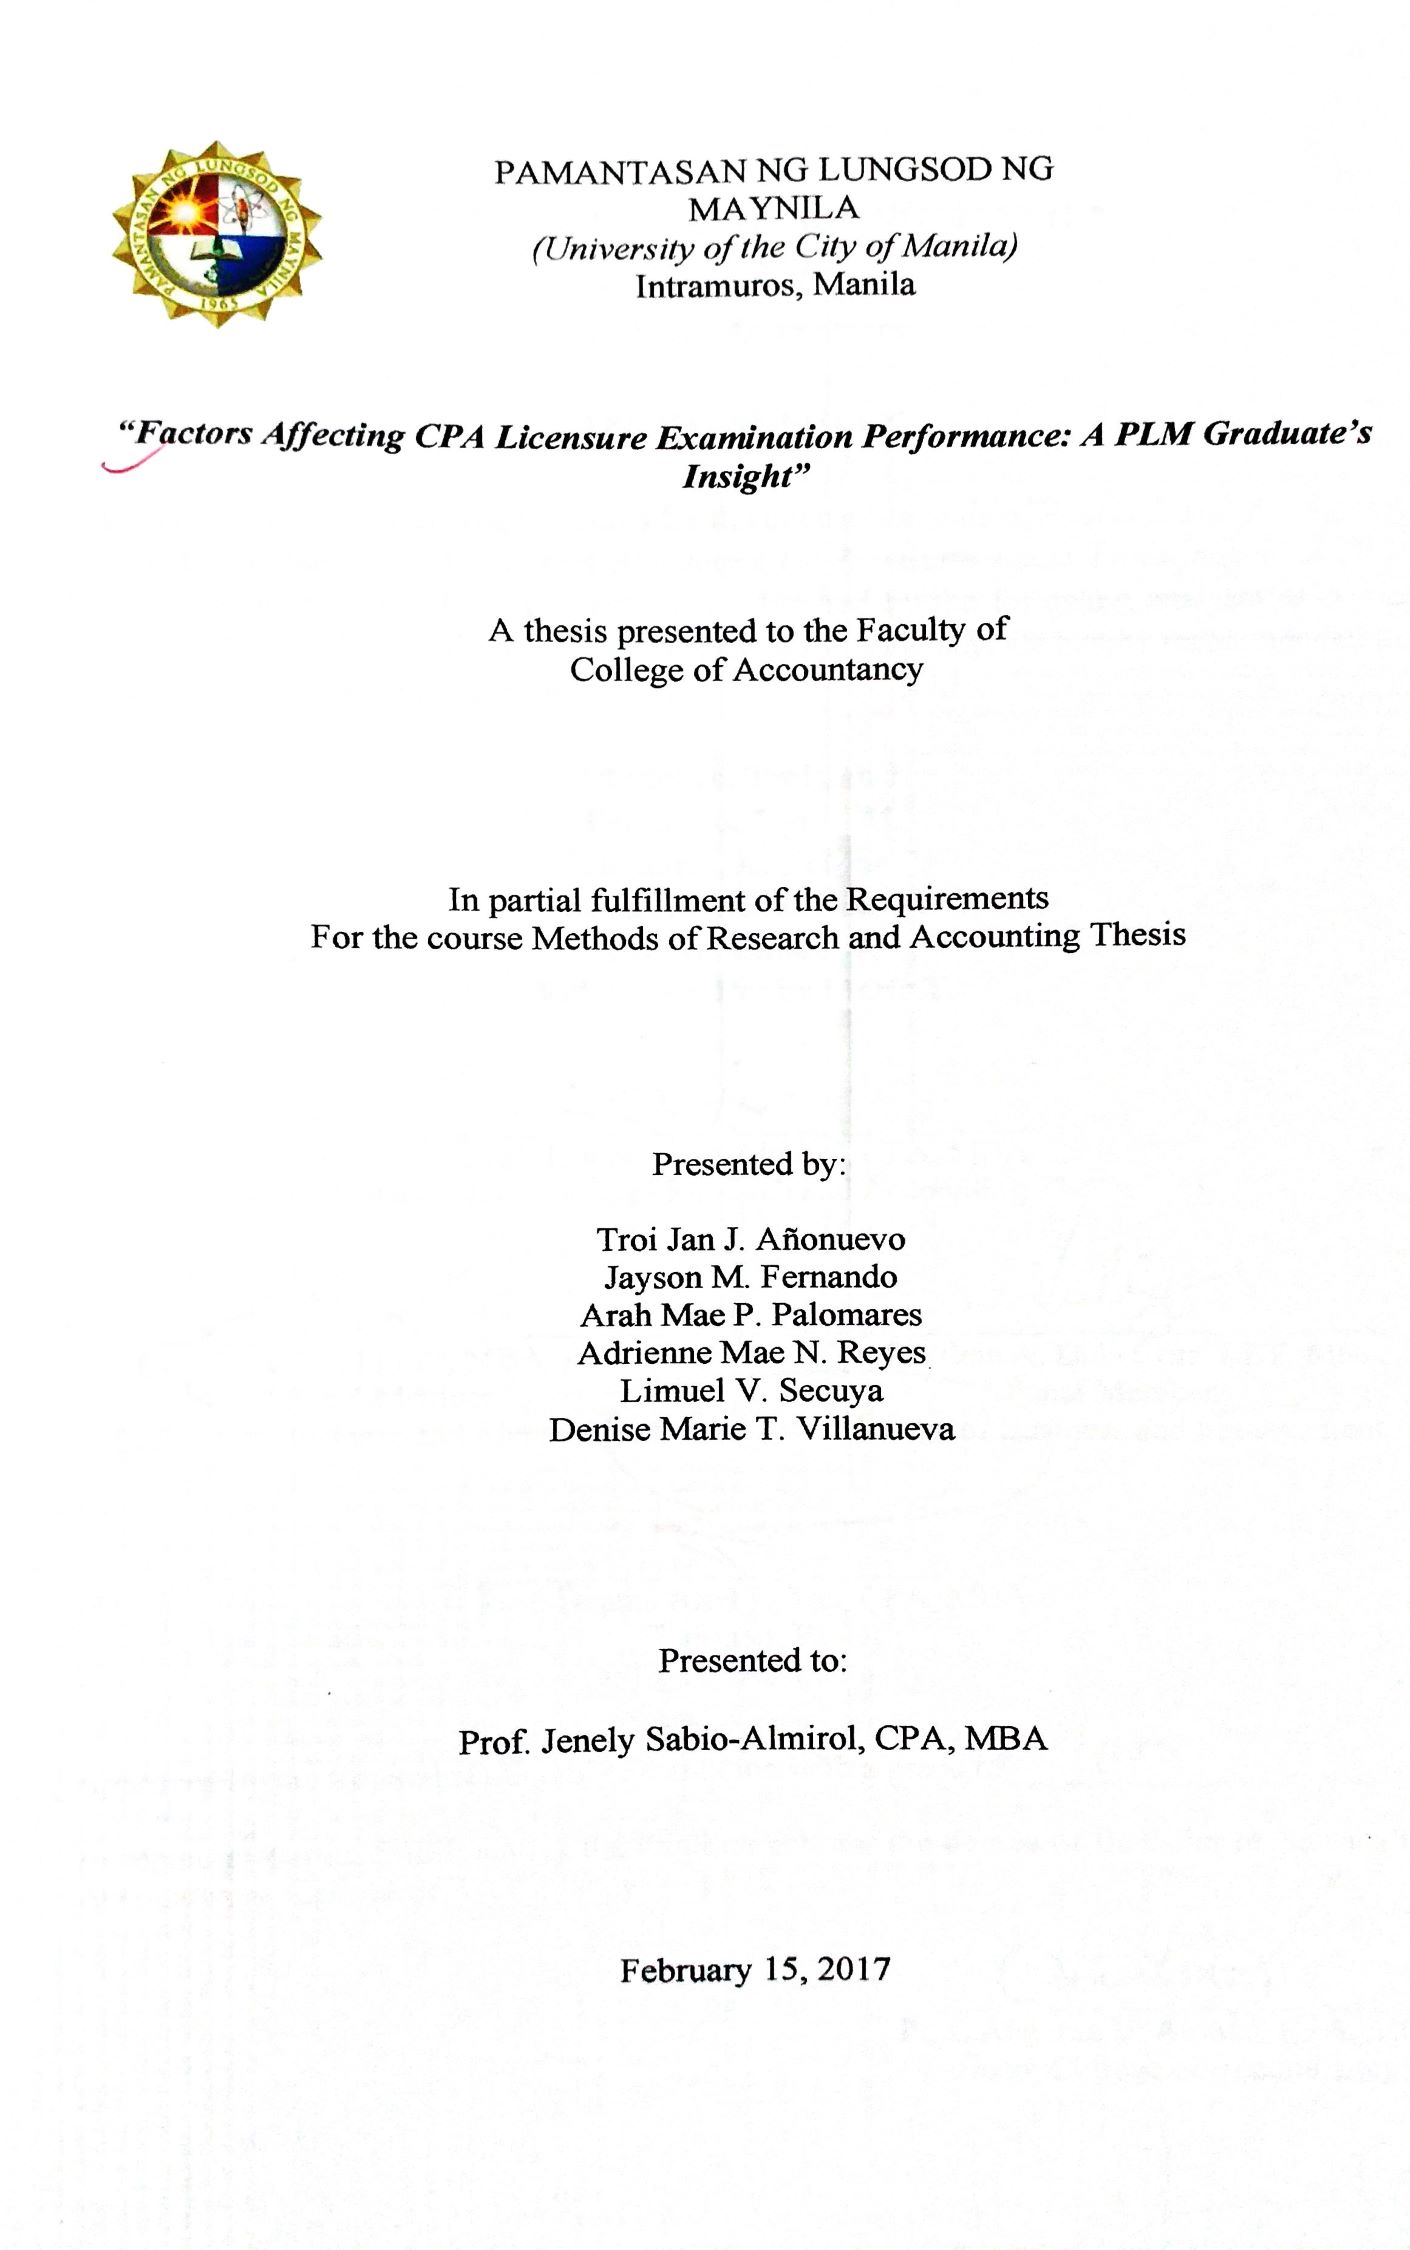 PAMANTASAN NG LUNGSOD NG MAYNILA
1965
PAMANTASAN NG LUNGSOD NG
MAYNILA
(University of the City of Manila)
Intramuros, Manila
“Factors Affecting CPA Licensure Examination Performance: A PLM Graduate’s
Insight”
A thesis presented to the Faculty of
College of Accountancy
In partial fulfillment of the Requirements
For the course Methods of Research and Accounting Thesis
Presented by:
Troi Jan J. Añonuevo
Jayson M. Fernando
Arah Mae P. Palomares
Adrienne Mae N. Reyes
Limuel V. Secuya
Denise Marie T. Villanueva
Presented to:
Prof. Jenely Sabio-Almirol, CPA, MBA
February 15, 2017